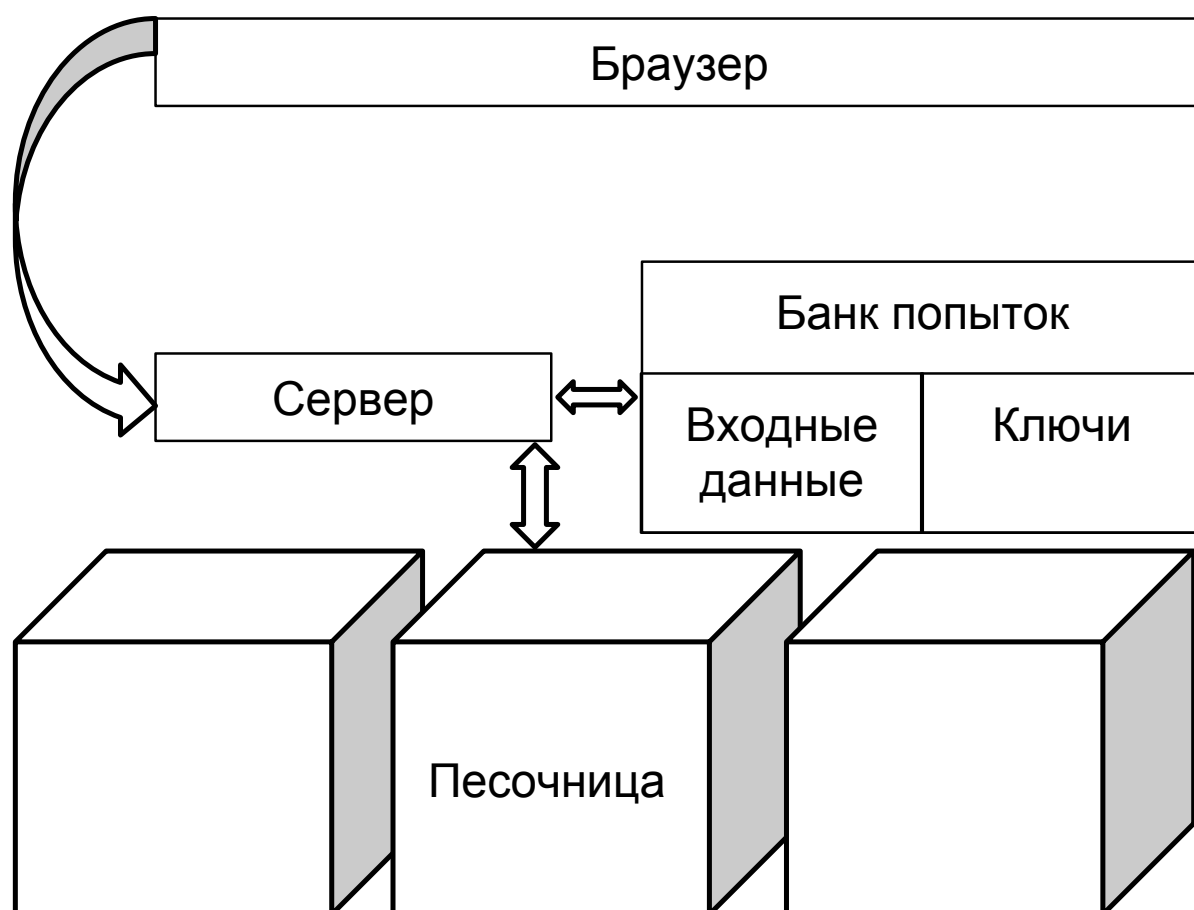 Браузер
Банк попыток
Сервер
Входные
данные
Ключи
Песочница